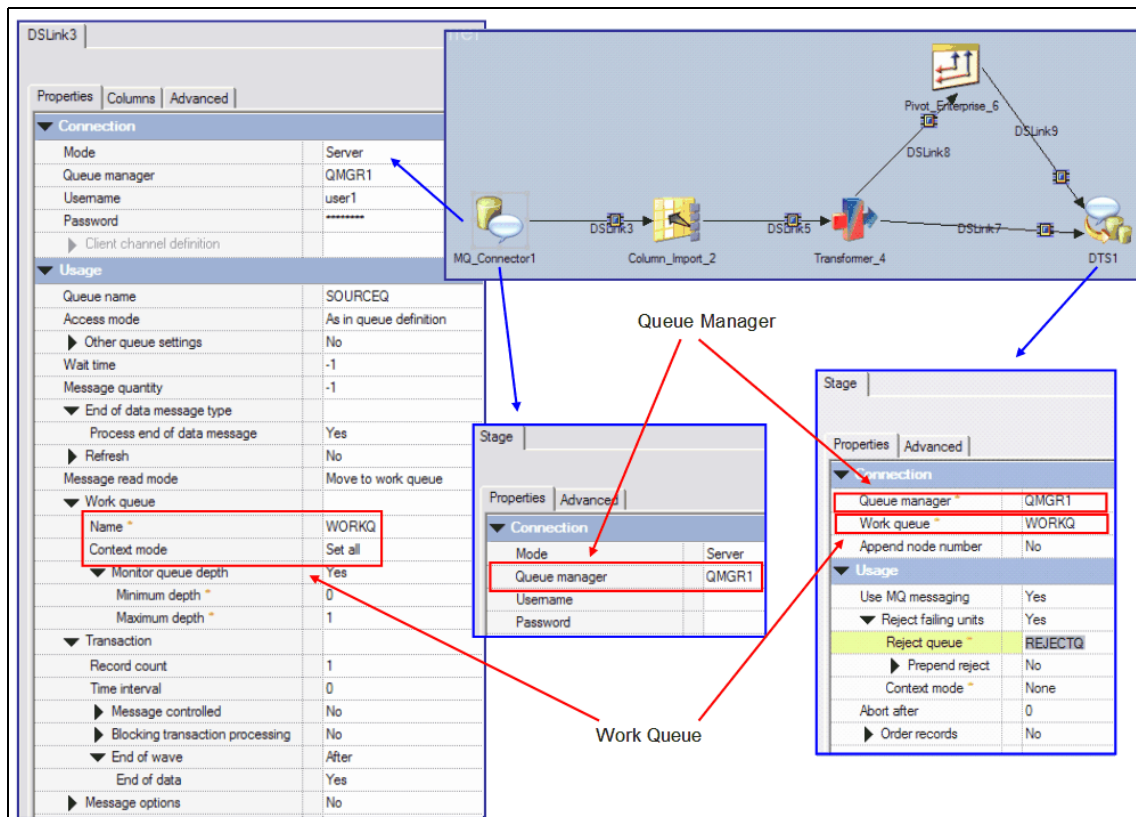 DSLink3
Properties Columns Advanced
Connection
Mode Server
Queue manager QMGR1
Username user1
Password ********
Client channel definition
Usage
Queue name SOURCEQ
Access mode As in queue definition
Other queue settings No
Wait time -1
Message quantity -1
End of data message type
Process end of data message Yes
Refresh No
Message read mode Move to work queue
Work queue
Name * WORKQ
Context mode Set all
Monitor queue depth Yes
Minimum depth * 0
Maximum depth * 1
Transaction
Record count 1
Time interval 0
Message controlled No
Blocking transaction processing No
End of wave After
End of data Yes
Message options No
Pivot_Enterprise_6
DSLink9
DSLink8
DSLink3
DSLink5
DSLink7
MQ_Connector1
Column_Import_2
Transformer_4
DTS1
Queue Manager
Stage
Properties Advanced
Connection
Mode Server
Queue manager QMGR1
Username
Password
Work Queue
Stage
Properties Advanced
Connection
Queue manager * QMGR1
Work queue * WORKQ
Append node number No
Usage
Use MQ messaging Yes
Reject failing units Yes
Reject queue * REJECTQ
Prepend reject No
Context mode * None
Abort after 0
Order records No